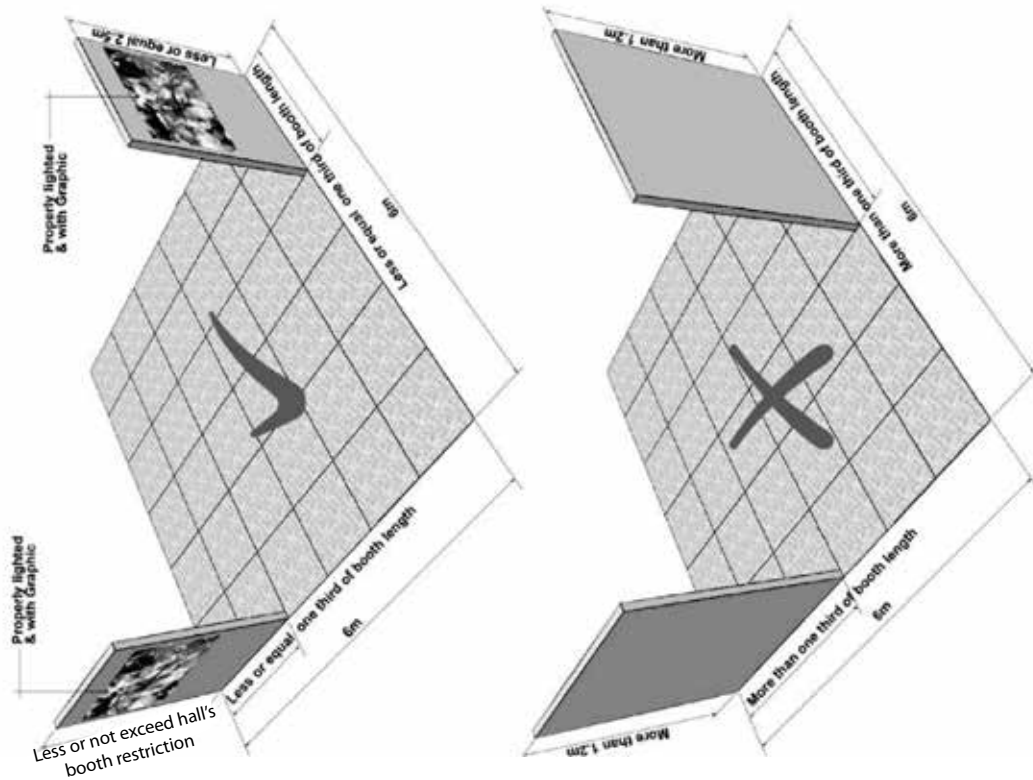 Properly lighted
& with Graphic
Less or equal 2.5m
Less or equal one third of booth length
6m
Properly lighted
& with Graphic
Less or not exceed hall's
booth restriction
Less or equal one third of booth length
6m
More than 1.2m
More than one third of booth length
6m
More than 1.2m
More than one third of booth length
6m